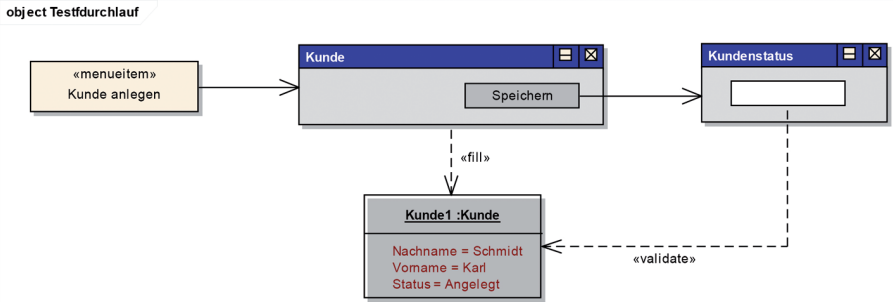 object Testfdurchlauf
«menueitem»
Kunde anlegen
Kunde
Speichern
Kundenstatus
«fill»
Kunde1 :Kunde
Nachname = Schmidt
Vorname = Karl
Status = Angelegt
«validate»